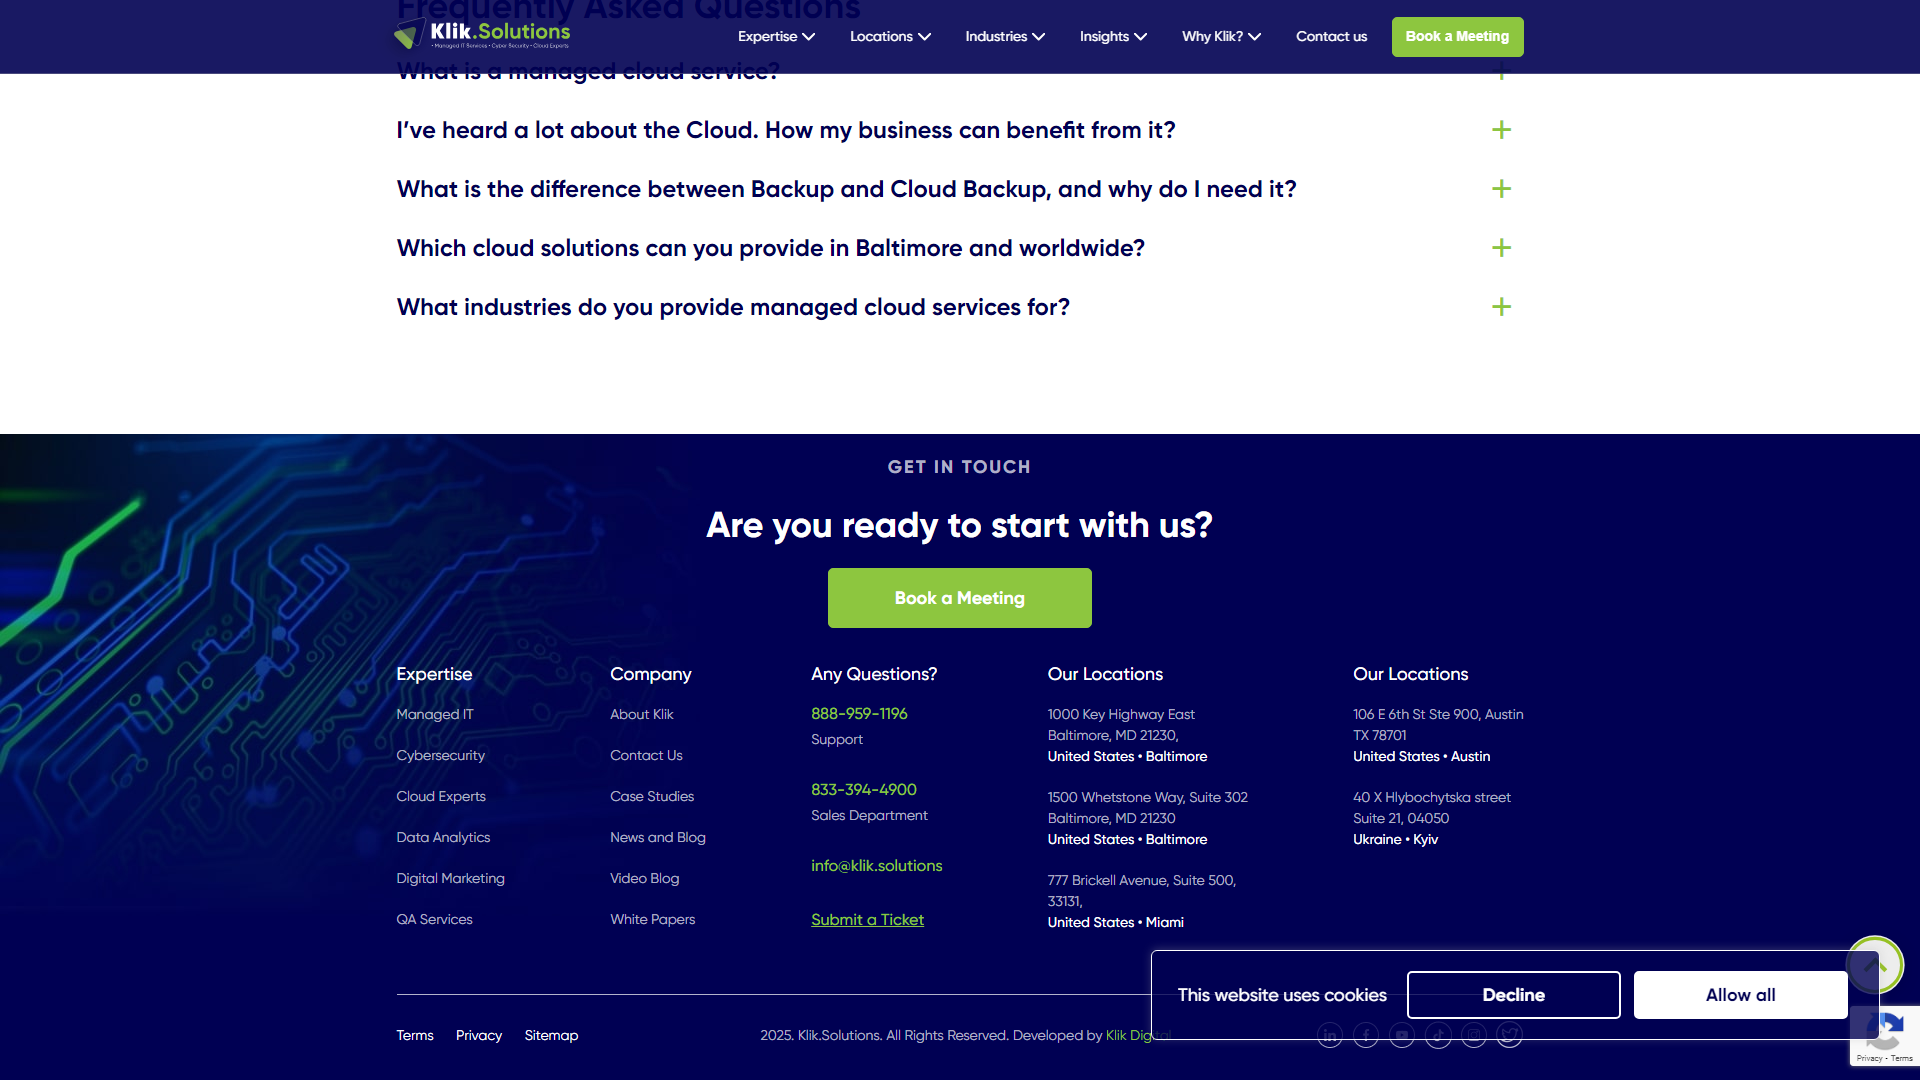 Frequently Asked Questions
Klik.Solutions
• Managed IT Services • Cyber Security • Cloud Experts
Expertise
Locations
Industries
Insights
Why Klik?
Contact us
Book a Meeting
What is a managed cloud service?
I’ve heard a lot about the Cloud. How my business can benefit from it?
What is the difference between Backup and Cloud Backup, and why do I need it?
Which cloud solutions can you provide in Baltimore and worldwide?
What industries do you provide managed cloud services for?
GET IN TOUCH
Are you ready to start with us?
Book a Meeting
Expertise
Managed IT
Cybersecurity
Cloud Experts
Data Analytics
Digital Marketing
QA Services
Company
About Klik
Contact Us
Case Studies
News and Blog
Video Blog
White Papers
Any Questions?
888-959-1196
Support
833-394-4900
Sales Department
info@klik.solutions
Submit a Ticket
Our Locations
1000 Key Highway East
Baltimore, MD 21230,
United States • Baltimore
1500 Whetstone Way, Suite 302
Baltimore, MD 21230
United States • Baltimore
777 Brickell Avenue, Suite 500,
33131,
United States • Miami
Our Locations
106 E 6th St Ste 900, Austin
TX 78701
United States • Austin
40 X Hlybochytska street
Suite 21, 04050
Ukraine • Kyiv
This website uses cookies
Decline
Allow all
Terms
Privacy
Sitemap
2025. Klik.Solutions. All Rights Reserved. Developed by Klik Digital
Privacy - Terms